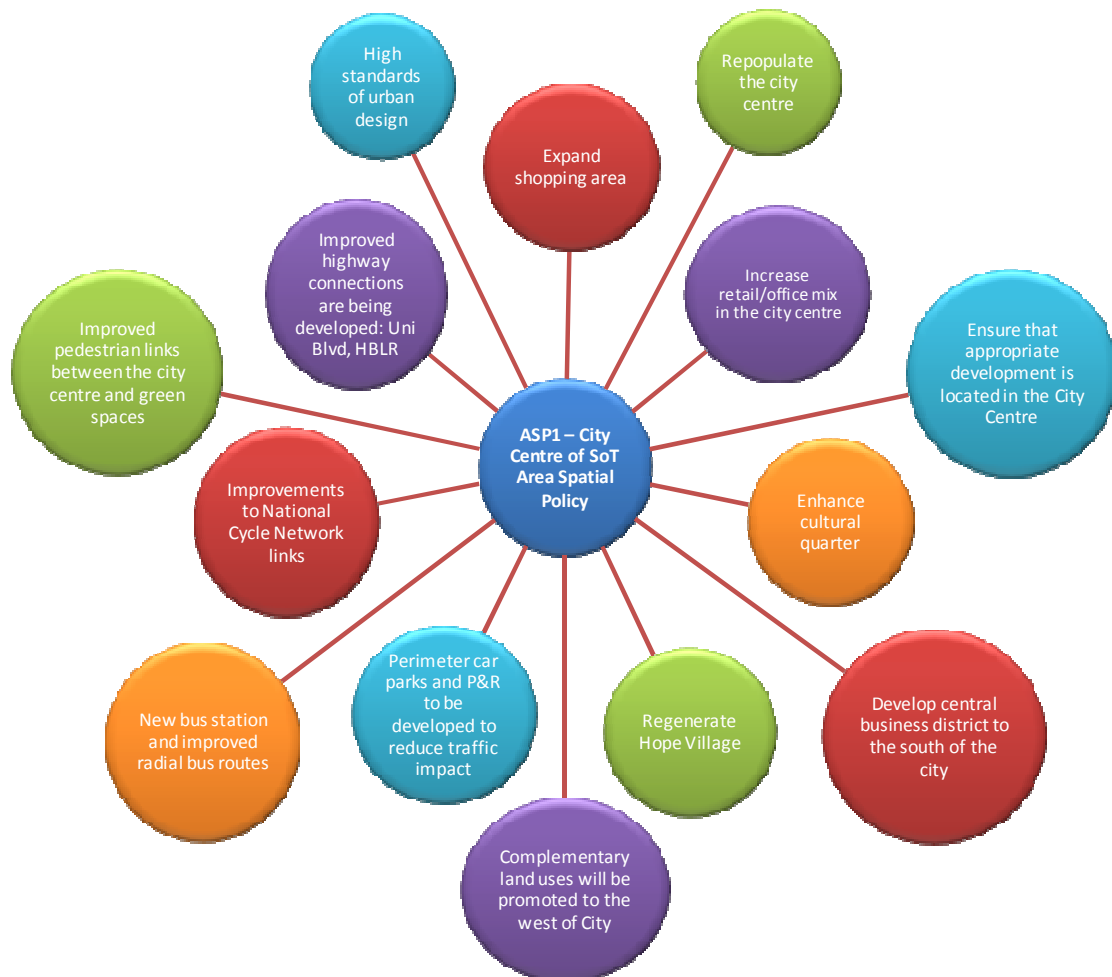 High
standards
of urban
design
Repopulate
the city
centre
Expand
shopping area
Improved
highway
connections
are being
developed: Uni
Blvd, HBLR
Increase
retail/office mix
in the city centre
Improved
pedestrian links
between the city
centre and green
spaces
Ensure that
appropriate
development is
located in the City
Centre
ASP1 – City
Centre of SoT
Area Spatial
Policy
Improvements
to National
Cycle Network
links
Enhance
cultural
quarter
New bus station
and improved
radial bus routes
Perimeter car
parks and P&R
to be
developed to
reduce traffic
impact
Regenerate
Hope Village
Develop central
business district to
the south of the
city
Complementary
land uses will be
promoted to the
west of City